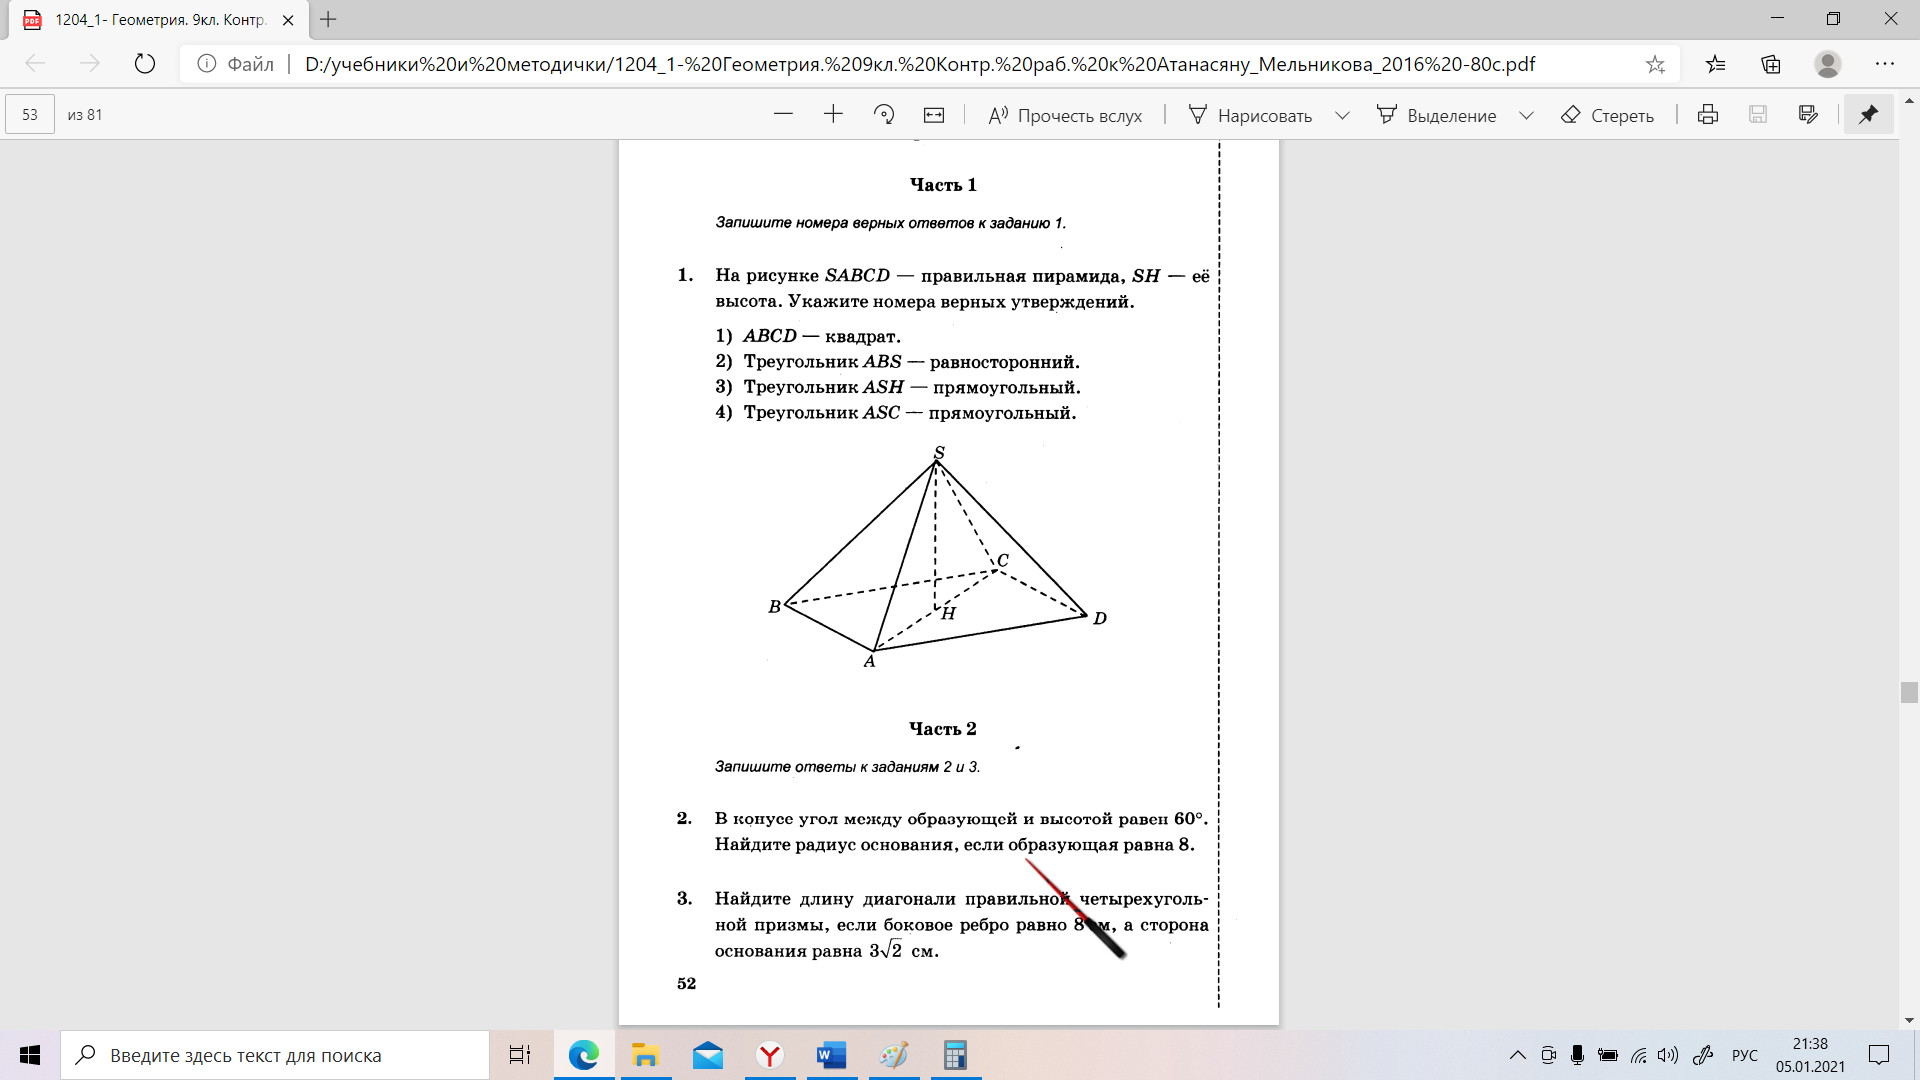 1204_1- Геометрия. 9кл. Контр.
Файл
D:/учебники%20и%20методички/1204_1-%20Геометрия.%209кл.%20Контр.%20раб.%20к%20Атанасяну_Мельникова_2016%20-80с.pdf
53 из 81
Прочесть вслух
Нарисовать
Выделение
Стереть
Часть 1
Запишите номера верных ответов к заданию 1.
1. На рисунке SABCD — правильная пирамида, SH — её
высота. Укажите номера верных утверждений.
1) ABCD — квадрат.
2) Треугольник ABS — равносторонний.
3) Треугольник ASH — прямоугольный.
4) Треугольник ASC — прямоугольный.
S
C
B
H
D
A
Часть 2
Запишите ответы к заданиям 2 и 3.
2. В конусе угол между образующей и высотой равен 60°.
Найдите радиус основания, если образующая равна 8.
3. Найдите длину диагонали правильной четырехуголь-
ной призмы, если боковое ребро равно 8 см, а сторона
основания равна 3√2 см.
52
Введите здесь текст для поиска
РУС
21:38
05.01.2021